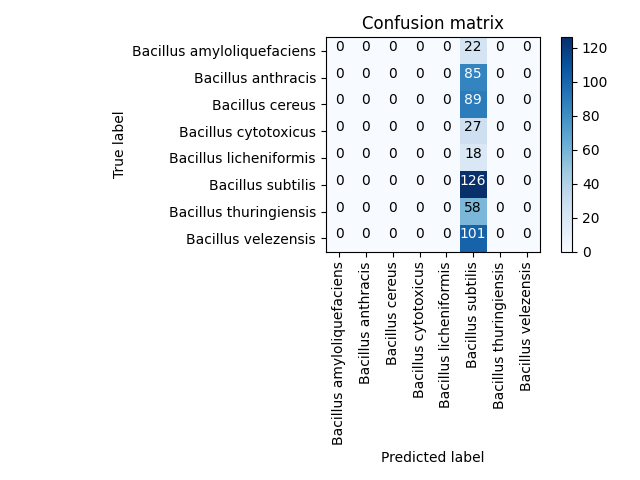 Confusion matrix
Bacillus amyloliquefaciens 0 0 0 0 0 22 0 0
Bacillus anthracis 0 0 0 0 0 85 0 0
Bacillus cereus 0 0 0 0 0 89 0 0
Bacillus cytotoxicus 0 0 0 0 0 27 0 0
Bacillus licheniformis 0 0 0 0 0 18 0 0
Bacillus subtilis 0 0 0 0 0 126 0 0
Bacillus thuringiensis 0 0 0 0 0 58 0 0
Bacillus velezensis 0 0 0 0 0 101 0 0
True label
Bacillus amyloliquefaciens
Bacillus anthracis
Bacillus cereus
Bacillus cytotoxicus
Bacillus licheniformis
Bacillus subtilis
Bacillus thuringiensis
Bacillus velezensis
Predicted label
120
100
80
60
40
20
0